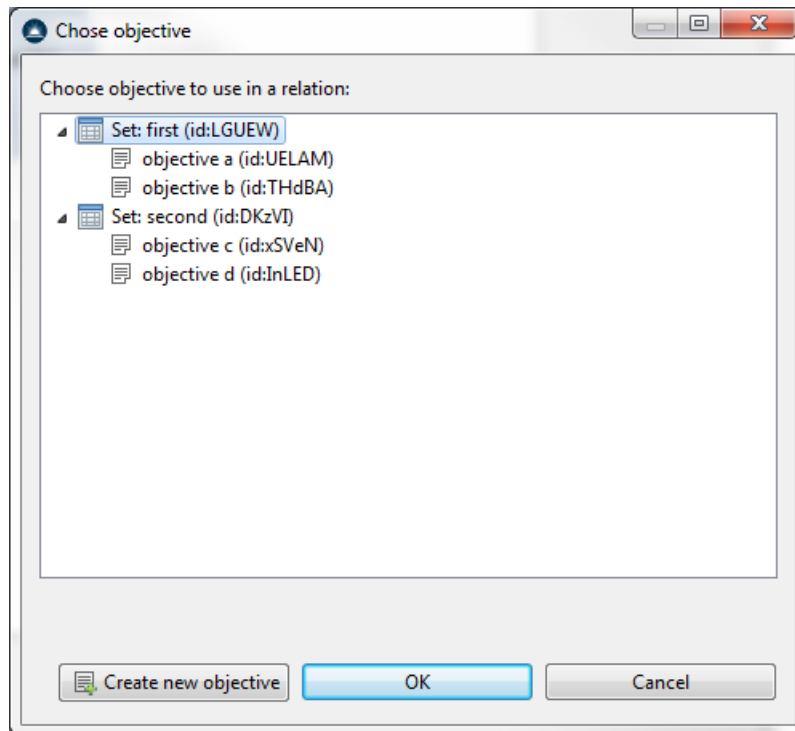 Chose objective
Choose objective to use in a relation:
Set: first (id:LGUEW)
objective a (id:UELAM)
objective b (id:THdBA)
Set: second (id:DKzVI)
objective c (id:xSVeN)
objective d (id:InLED)
Create new objective OK Cancel